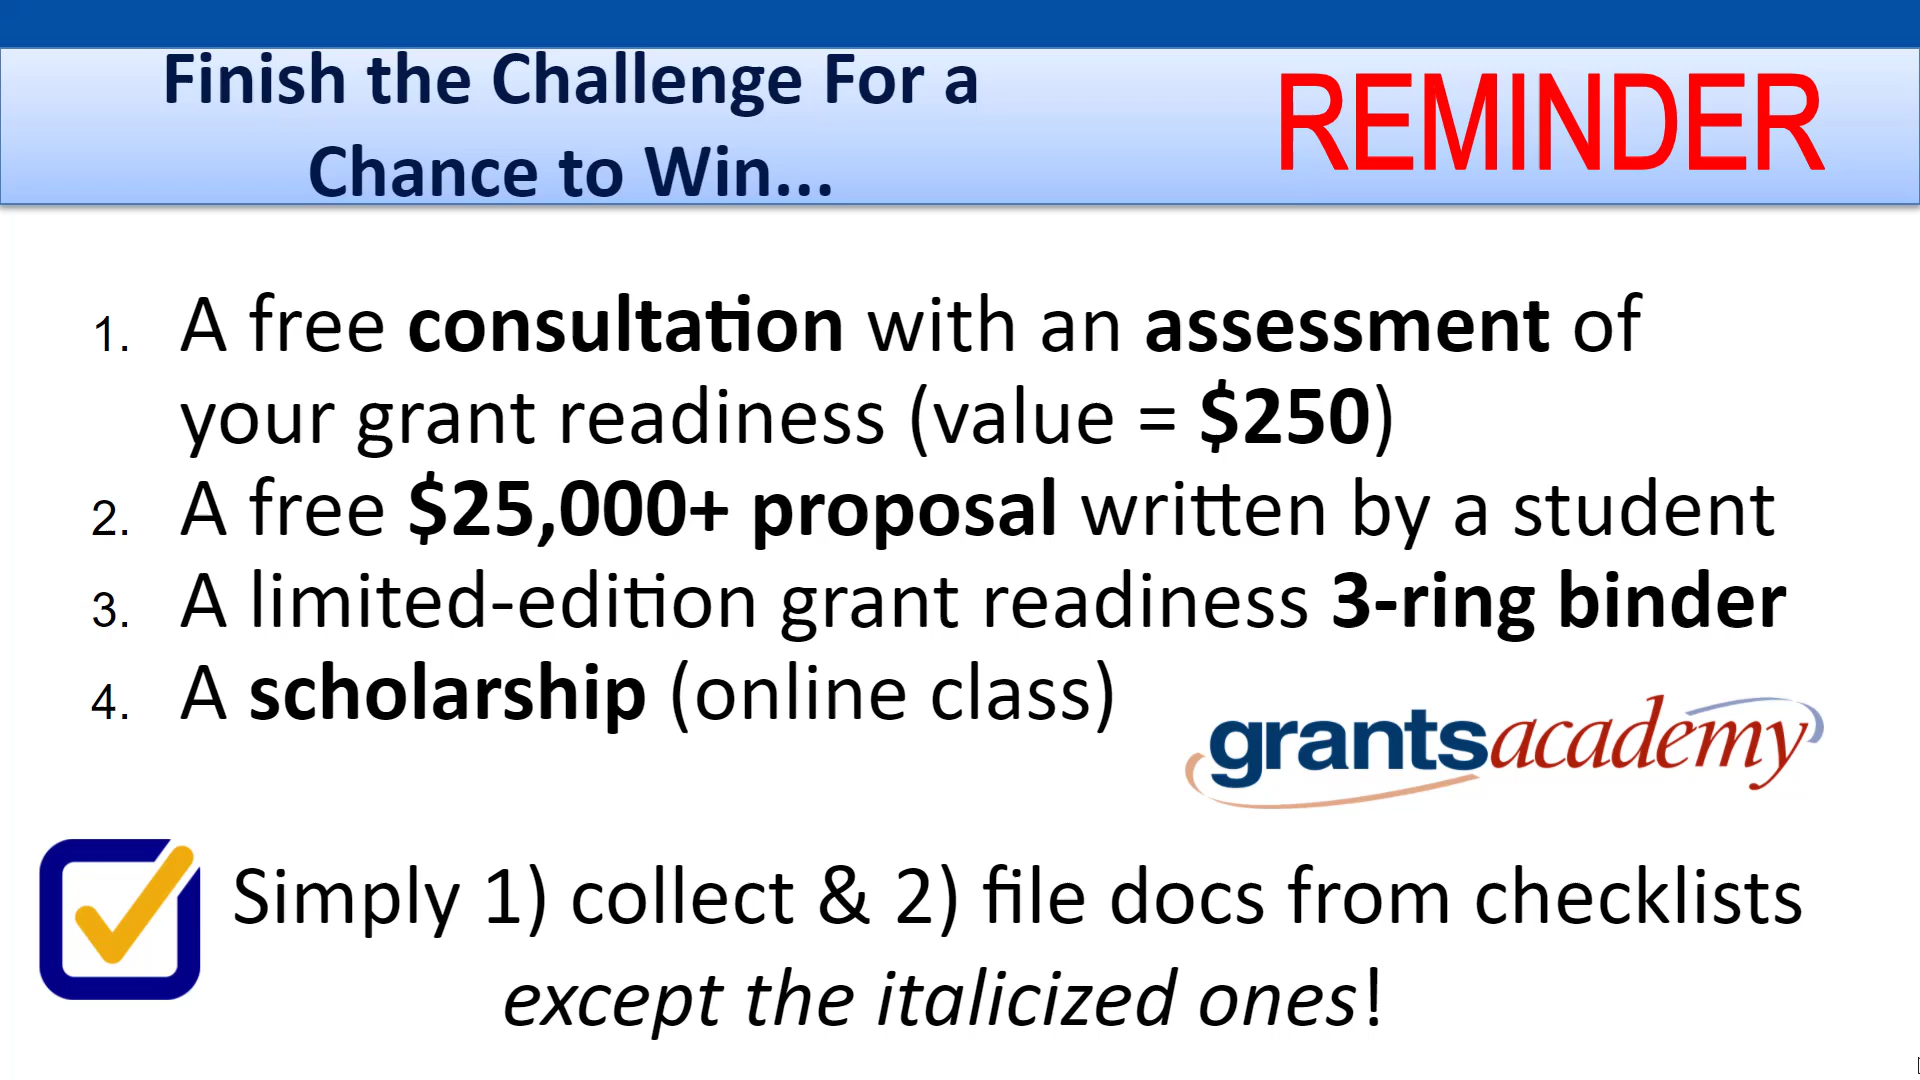 Finish the Challenge For a
Chance to Win...
REMINDER
1. A free consultation with an assessment of
your grant readiness (value = $250)
2. A free $25,000+ proposal written by a student
3. A limited-edition grant readiness 3-ring binder
4. A scholarship (online class)
grantsacademy
Simply 1) collect & 2) file docs from checklists
except the italicized ones!